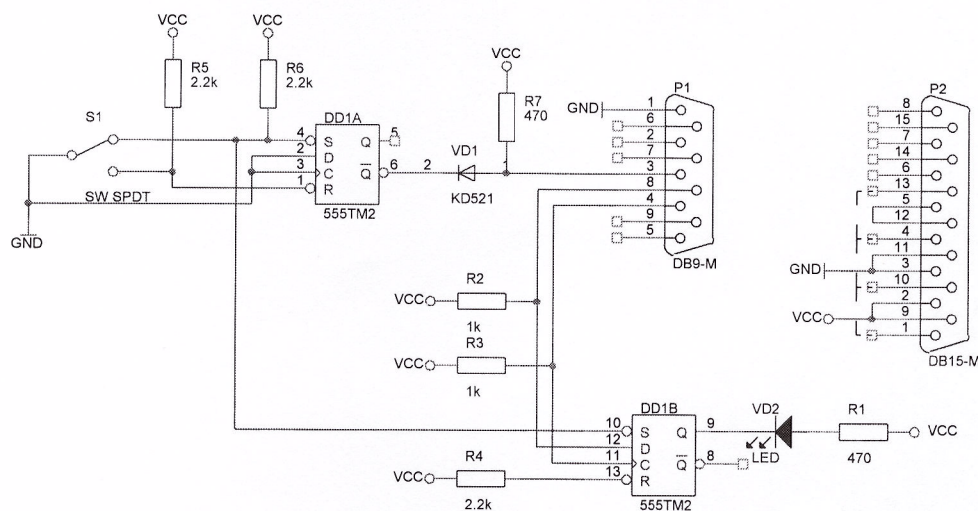 VCC
VCC
R5
2.2k
R6
2.2k
VCC
R7
470
S1
SW SPDT
GND
DD1A
4 S Q 5
2 D
3 C Q 6
1 R
555TM2
2 VD1 1
KD521
P1
GND 1
6
2
7
3
8
4
9
5
DB9-M
P2
8
15
7
14
6
13
5
12
4
11
GND 3
10
2
VCC 9
1
DB15-M
R2
VCC
1k
R3
VCC
1k
R4
VCC
2.2k
DD1B
10 S Q 9
12 D
11 C Q 8
13 R
555TM2
VD2
LED
R1
470
VCC